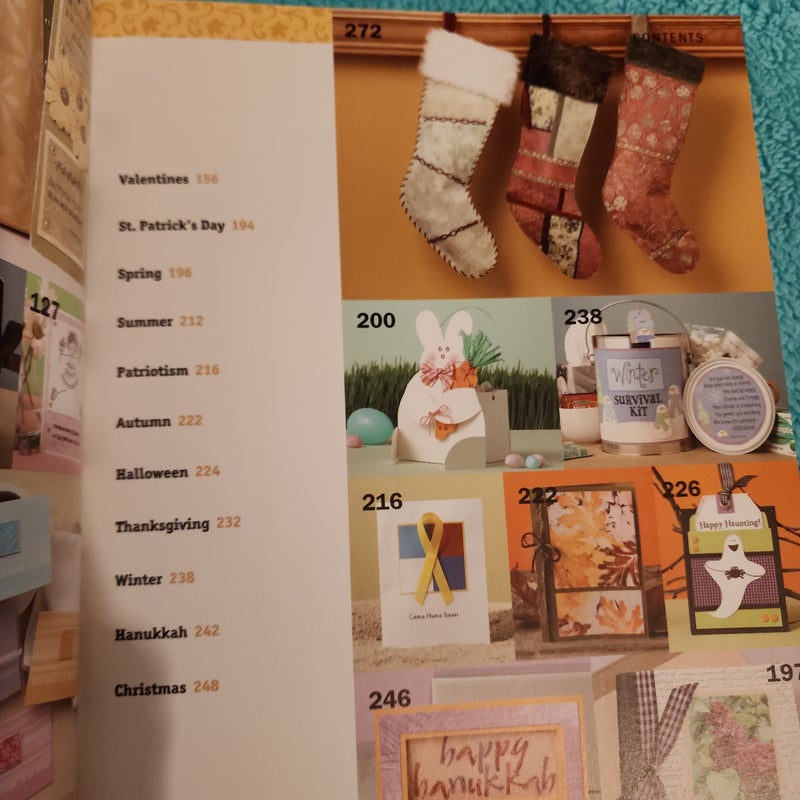 127
Valentines 156
St. Patrick's Day 194
Spring 196
Summer 212
Patriotism 216
Autumn 222
Halloween 224
Thanksgiving 232
Winter 238
Hanukkah 242
Christmas 248
272
CONTENTS
200
238
Winter
SURVIVAL
KIT
216
Come Home Soon
222
226
Happy Haunting!
246
happy
hanukkah
197